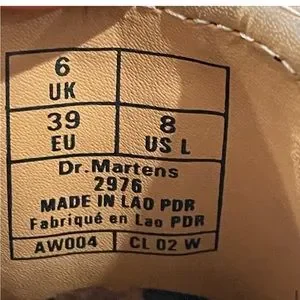 6
UK
39 8
EU US L
Dr.Martens
2976
MADE IN LAO PDR
Fabriqué en Lao PDR
AW004 CL 02 W